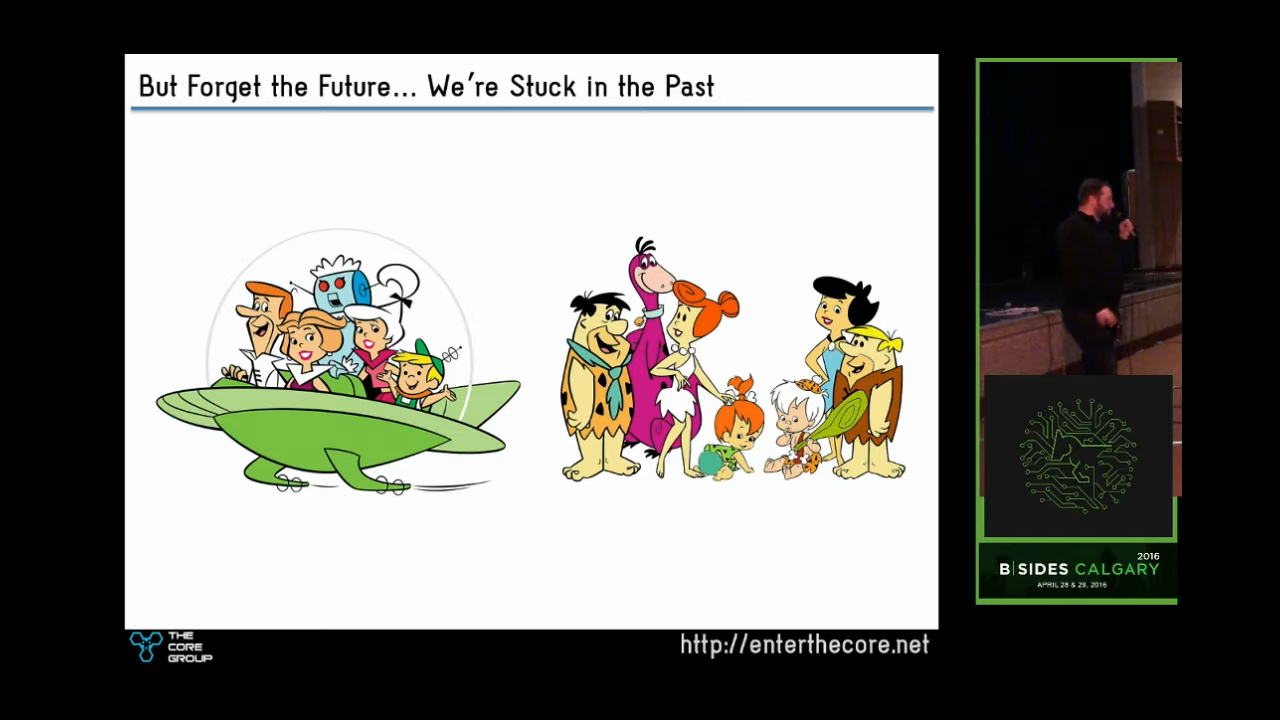 But Forget the Future... We're Stuck in the Past
THE
CORE
GROUP
http://enterthecore.net
2016
B|SIDES CALGARY
APRIL 28 & 29, 2016